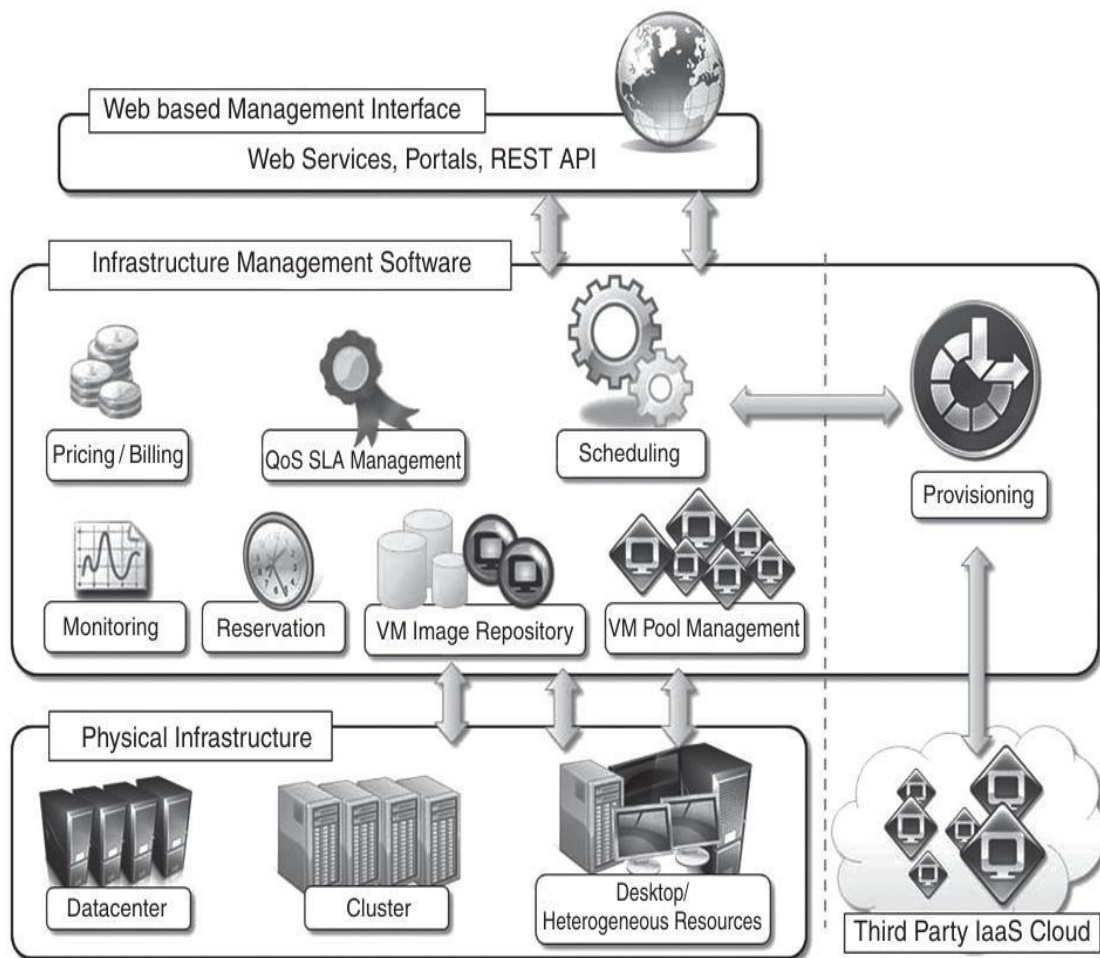 Web based Management Interface
Web Services, Portals, REST API
Infrastructure Management Software
Pricing / Billing
QoS SLA Management
Scheduling
Provisioning
Monitoring
Reservation
VM Image Repository
VM Pool Management
Physical Infrastructure
Datacenter
Cluster
Desktop/
Heterogeneous Resources
Third Party IaaS Cloud